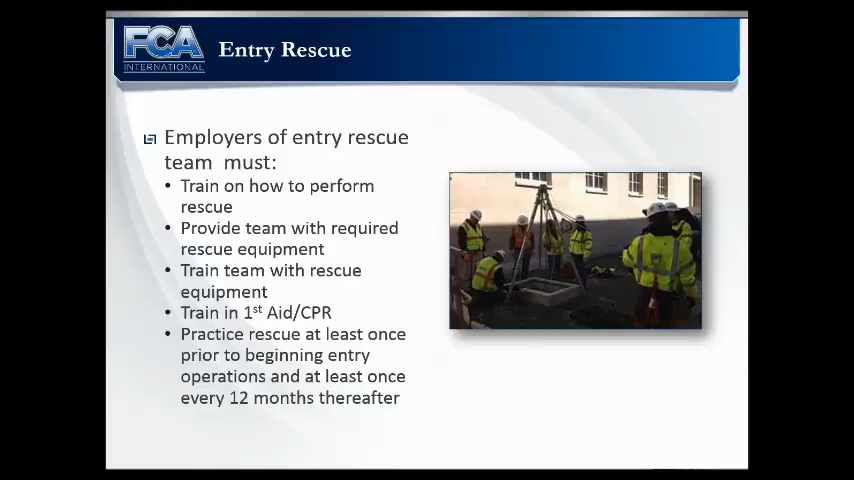 FCA
INTERNATIONAL
Entry Rescue
Employers of entry rescue
team must:
• Train on how to perform
rescue
• Provide team with required
rescue equipment
• Train team with rescue
equipment
• Train in 1st Aid/CPR
• Practice rescue at least once
prior to beginning entry
operations and at least once
every 12 months thereafter